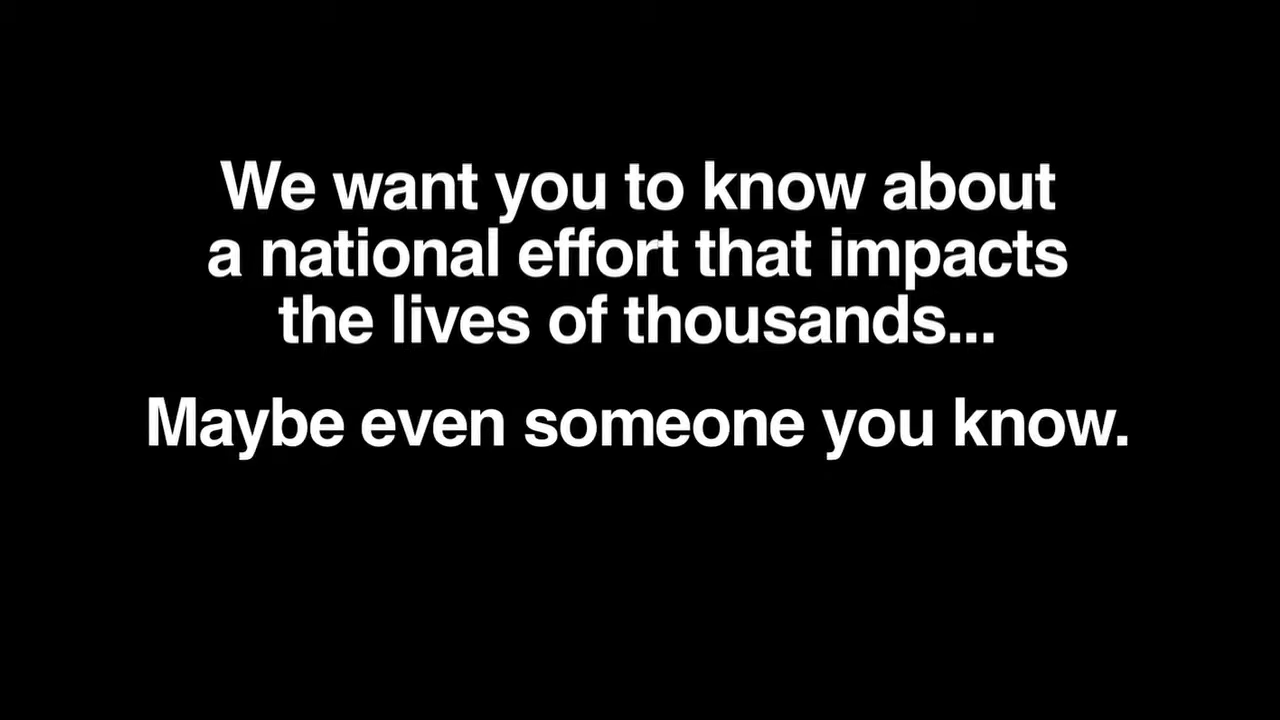 We want you to know about
a national effort that impacts
the lives of thousands...
Maybe even someone you know.